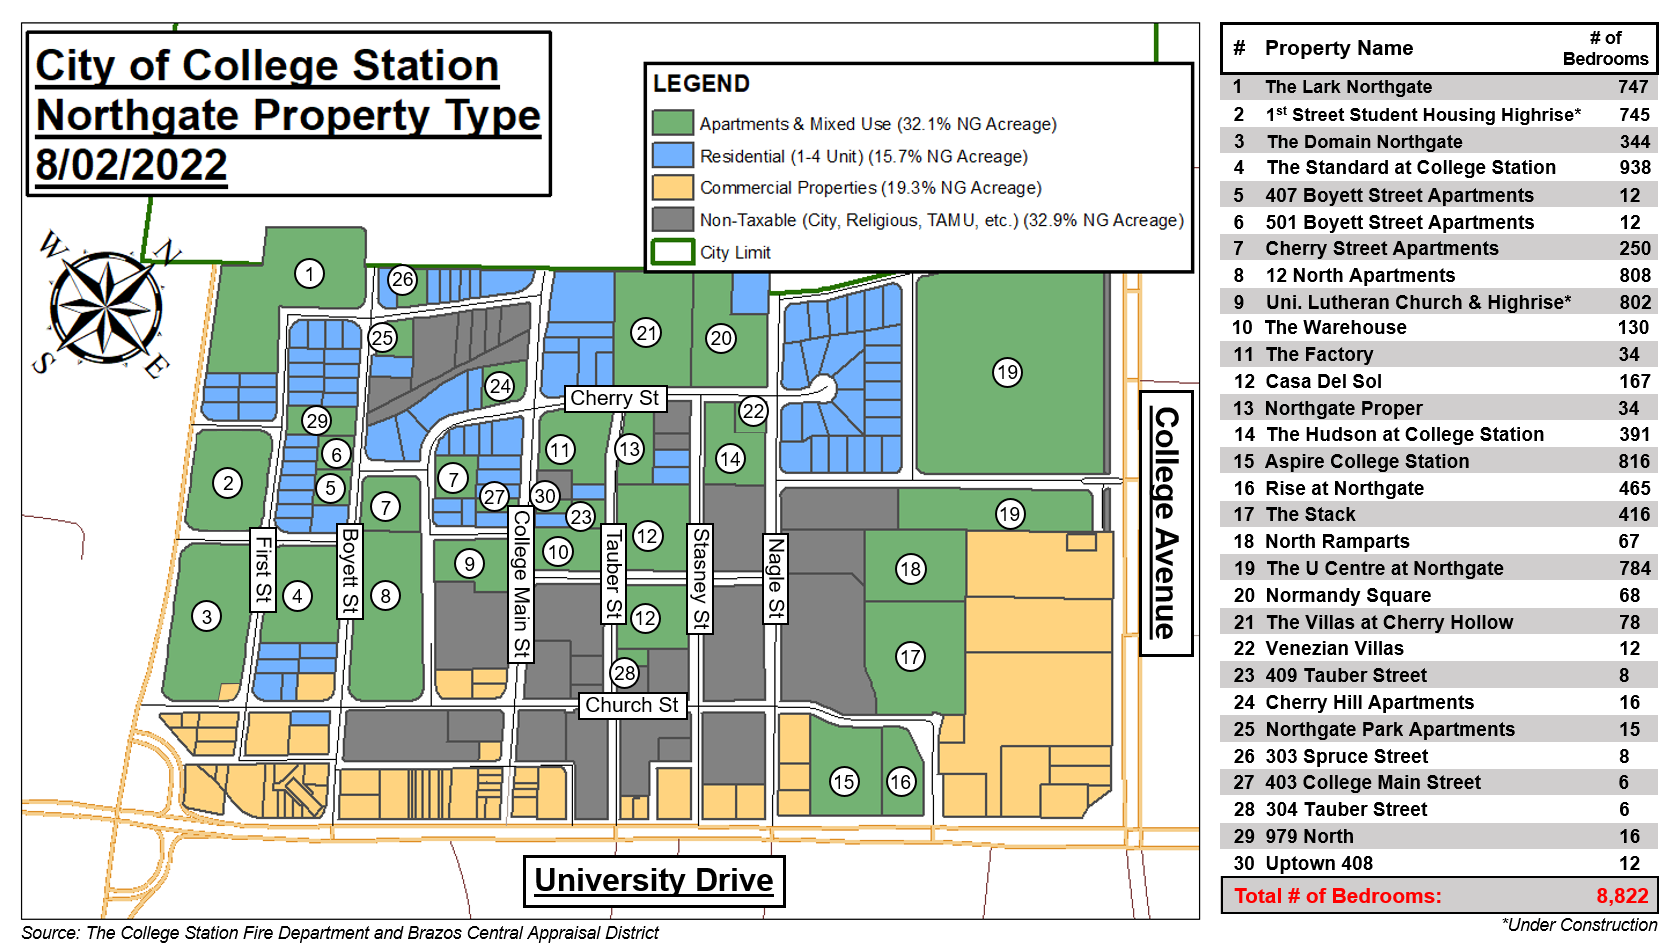 City of College Station
Northgate Property Type
8/02/2022
LEGEND
Apartments & Mixed Use (32.1% NG Acreage)
Residential (1-4 Unit) (15.7% NG Acreage)
Commercial Properties (19.3% NG Acreage)
Non-Taxable (City, Religious, TAMU, etc.) (32.9% NG Acreage)
City Limit
W
N
S
E
1
26
25
21
20
19
24
Cherry St
22
29
6
11
13
14
2
5
7
7
27
30
23
19
12
College Avenue
First St
Boyett St
College Main St
Tauber St
Stasney St
Nagle St
9
10
18
3
4
8
12
17
28
Church St
15
16
University Drive
Source: The College Station Fire Department and Brazos Central Appraisal District
# Property Name # of Bedrooms
1 The Lark Northgate 747
2 1st Street Student Housing Highrise* 745
3 The Domain Northgate 344
4 The Standard at College Station 938
5 407 Boyett Street Apartments 12
6 501 Boyett Street Apartments 12
7 Cherry Street Apartments 250
8 12 North Apartments 808
9 Uni. Lutheran Church & Highrise* 802
10 The Warehouse 130
11 The Factory 34
12 Casa Del Sol 167
13 Northgate Proper 34
14 The Hudson at College Station 391
15 Aspire College Station 816
16 Rise at Northgate 465
17 The Stack 416
18 North Ramparts 67
19 The U Centre at Northgate 784
20 Normandy Square 68
21 The Villas at Cherry Hollow 78
22 Venezian Villas 12
23 409 Tauber Street 8
24 Cherry Hill Apartments 16
25 Northgate Park Apartments 15
26 303 Spruce Street 8
27 403 College Main Street 6
28 304 Tauber Street 6
29 979 North 16
30 Uptown 408 12
Total # of Bedrooms: 8,822
*Under Construction